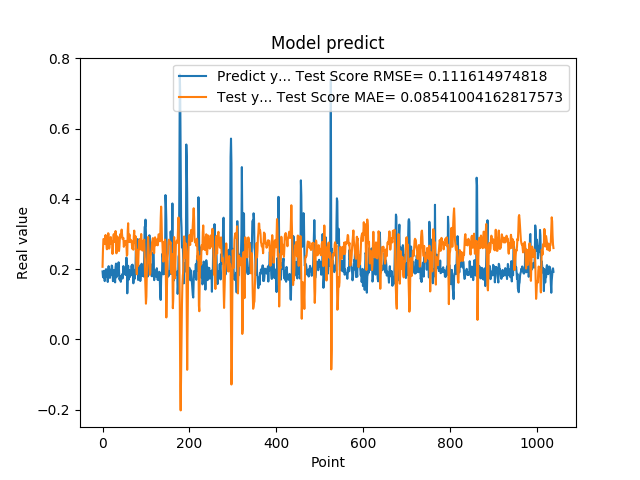 Model predict
Predict y... Test Score RMSE= 0.111614974818
Test y... Test Score MAE= 0.08541004162817573
0.8
0.6
0.4
0.2
0.0
−0.2
Real value
0 200 400 600 800 1000
Point